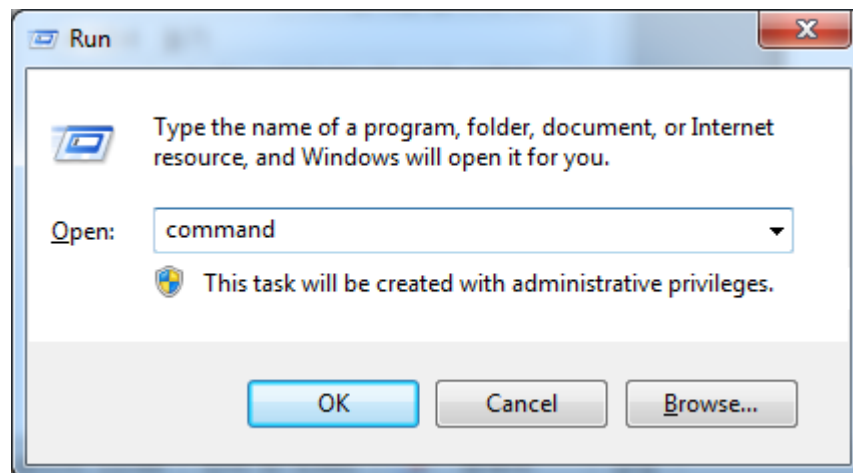 Run
Type the name of a program, folder, document, or Internet
resource, and Windows will open it for you.
Open: command
This task will be created with administrative privileges.
OK Cancel Browse...